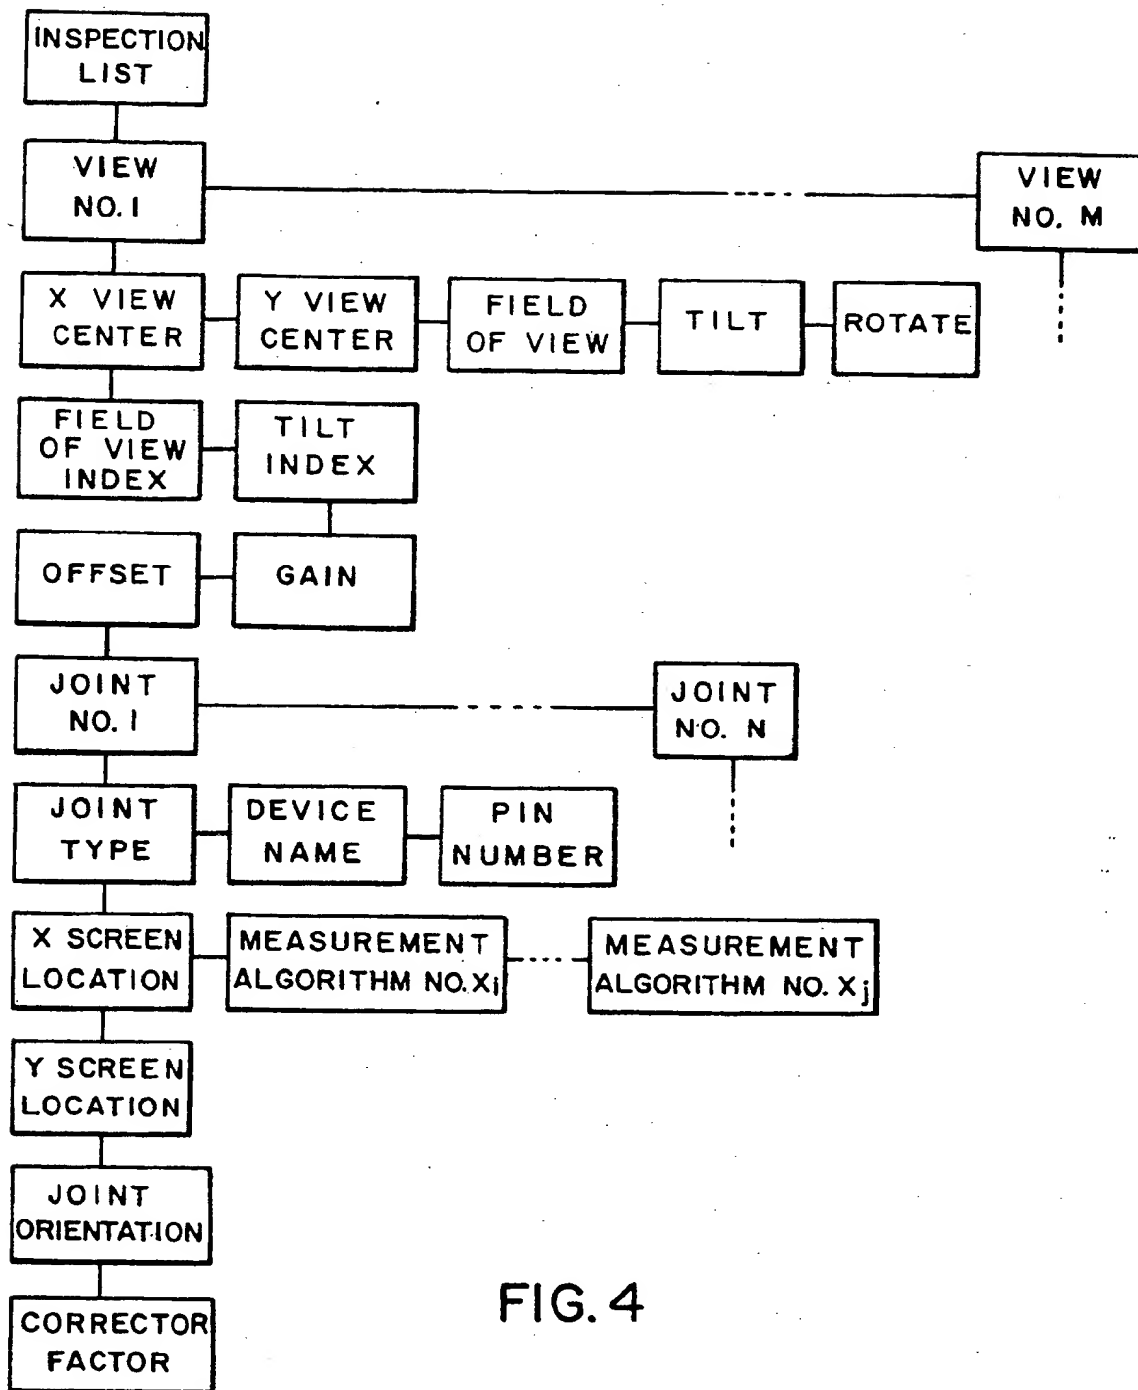 INSPECTION
LIST
VIEW
NO. 1
VIEW
NO. M
X VIEW
CENTER
Y VIEW
CENTER
FIELD
OF VIEW
TILT
ROTATE
FIELD
OF VIEW
INDEX
TILT
INDEX
OFFSET
GAIN
JOINT
NO. 1
JOINT
NO. N
JOINT
TYPE
DEVICE
NAME
PIN
NUMBER
X SCREEN
LOCATION
MEASUREMENT
ALGORITHM NO. Xi
MEASUREMENT
ALGORITHM NO. Xj
Y SCREEN
LOCATION
JOINT
ORIENTATION
CORRECTOR
FACTOR
FIG. 4